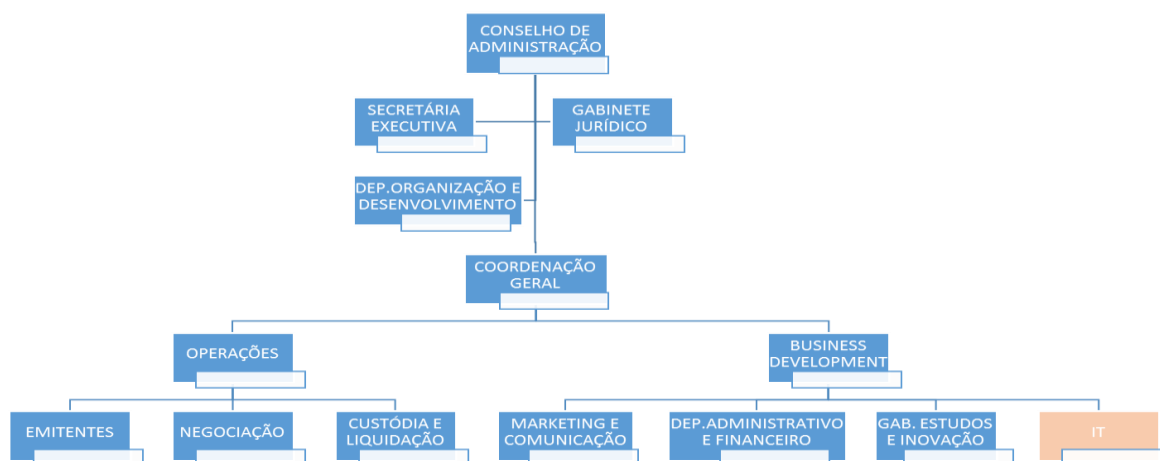 CONSELHO DE
ADMINISTRAÇÃO
SECRETÁRIA
EXECUTIVA
GABINETE
JURÍDICO
DEP.ORGANIZAÇÃO E
DESENVOLVIMENTO
COORDENAÇÃO
GERAL
OPERAÇÕES
BUSINESS
DEVELOPMENT
EMITENTES
NEGOCIAÇÃO
CUSTÓDIA E
LIQUIDAÇÃO
MARKETING E
COMUNICAÇÃO
DEP.ADMINISTRATIVO
E FINANCEIRO
GAB. ESTUDOS
E INOVAÇÃO
IT